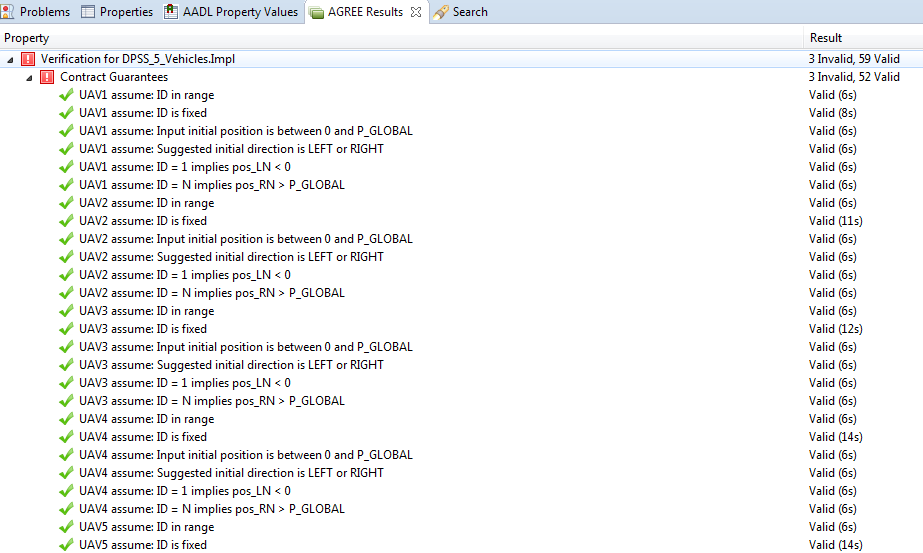 Problems Properties AADL Property Values AGREE Results Search
Property Result
Verification for DPSS_5_Vehicles.Impl 3 Invalid, 59 Valid
Contract Guarantees 3 Invalid, 52 Valid
UAV1 assume: ID in range Valid (6s)
UAV1 assume: ID is fixed Valid (8s)
UAV1 assume: Input initial position is between 0 and P_GLOBAL Valid (6s)
UAV1 assume: Suggested initial direction is LEFT or RIGHT Valid (6s)
UAV1 assume: ID = 1 implies pos_LN < 0 Valid (6s)
UAV1 assume: ID = N implies pos_RN > P_GLOBAL Valid (6s)
UAV2 assume: ID in range Valid (6s)
UAV2 assume: ID is fixed Valid (11s)
UAV2 assume: Input initial position is between 0 and P_GLOBAL Valid (6s)
UAV2 assume: Suggested initial direction is LEFT or RIGHT Valid (6s)
UAV2 assume: ID = 1 implies pos_LN < 0 Valid (6s)
UAV2 assume: ID = N implies pos_RN > P_GLOBAL Valid (6s)
UAV3 assume: ID in range Valid (6s)
UAV3 assume: ID is fixed Valid (12s)
UAV3 assume: Input initial position is between 0 and P_GLOBAL Valid (6s)
UAV3 assume: Suggested initial direction is LEFT or RIGHT Valid (6s)
UAV3 assume: ID = 1 implies pos_LN < 0 Valid (6s)
UAV3 assume: ID = N implies pos_RN > P_GLOBAL Valid (6s)
UAV4 assume: ID in range Valid (6s)
UAV4 assume: ID is fixed Valid (14s)
UAV4 assume: Input initial position is between 0 and P_GLOBAL Valid (6s)
UAV4 assume: Suggested initial direction is LEFT or RIGHT Valid (6s)
UAV4 assume: ID = 1 implies pos_LN < 0 Valid (6s)
UAV4 assume: ID = N implies pos_RN > P_GLOBAL Valid (6s)
UAV5 assume: ID in range Valid (6s)
UAV5 assume: ID is fixed Valid (14s)